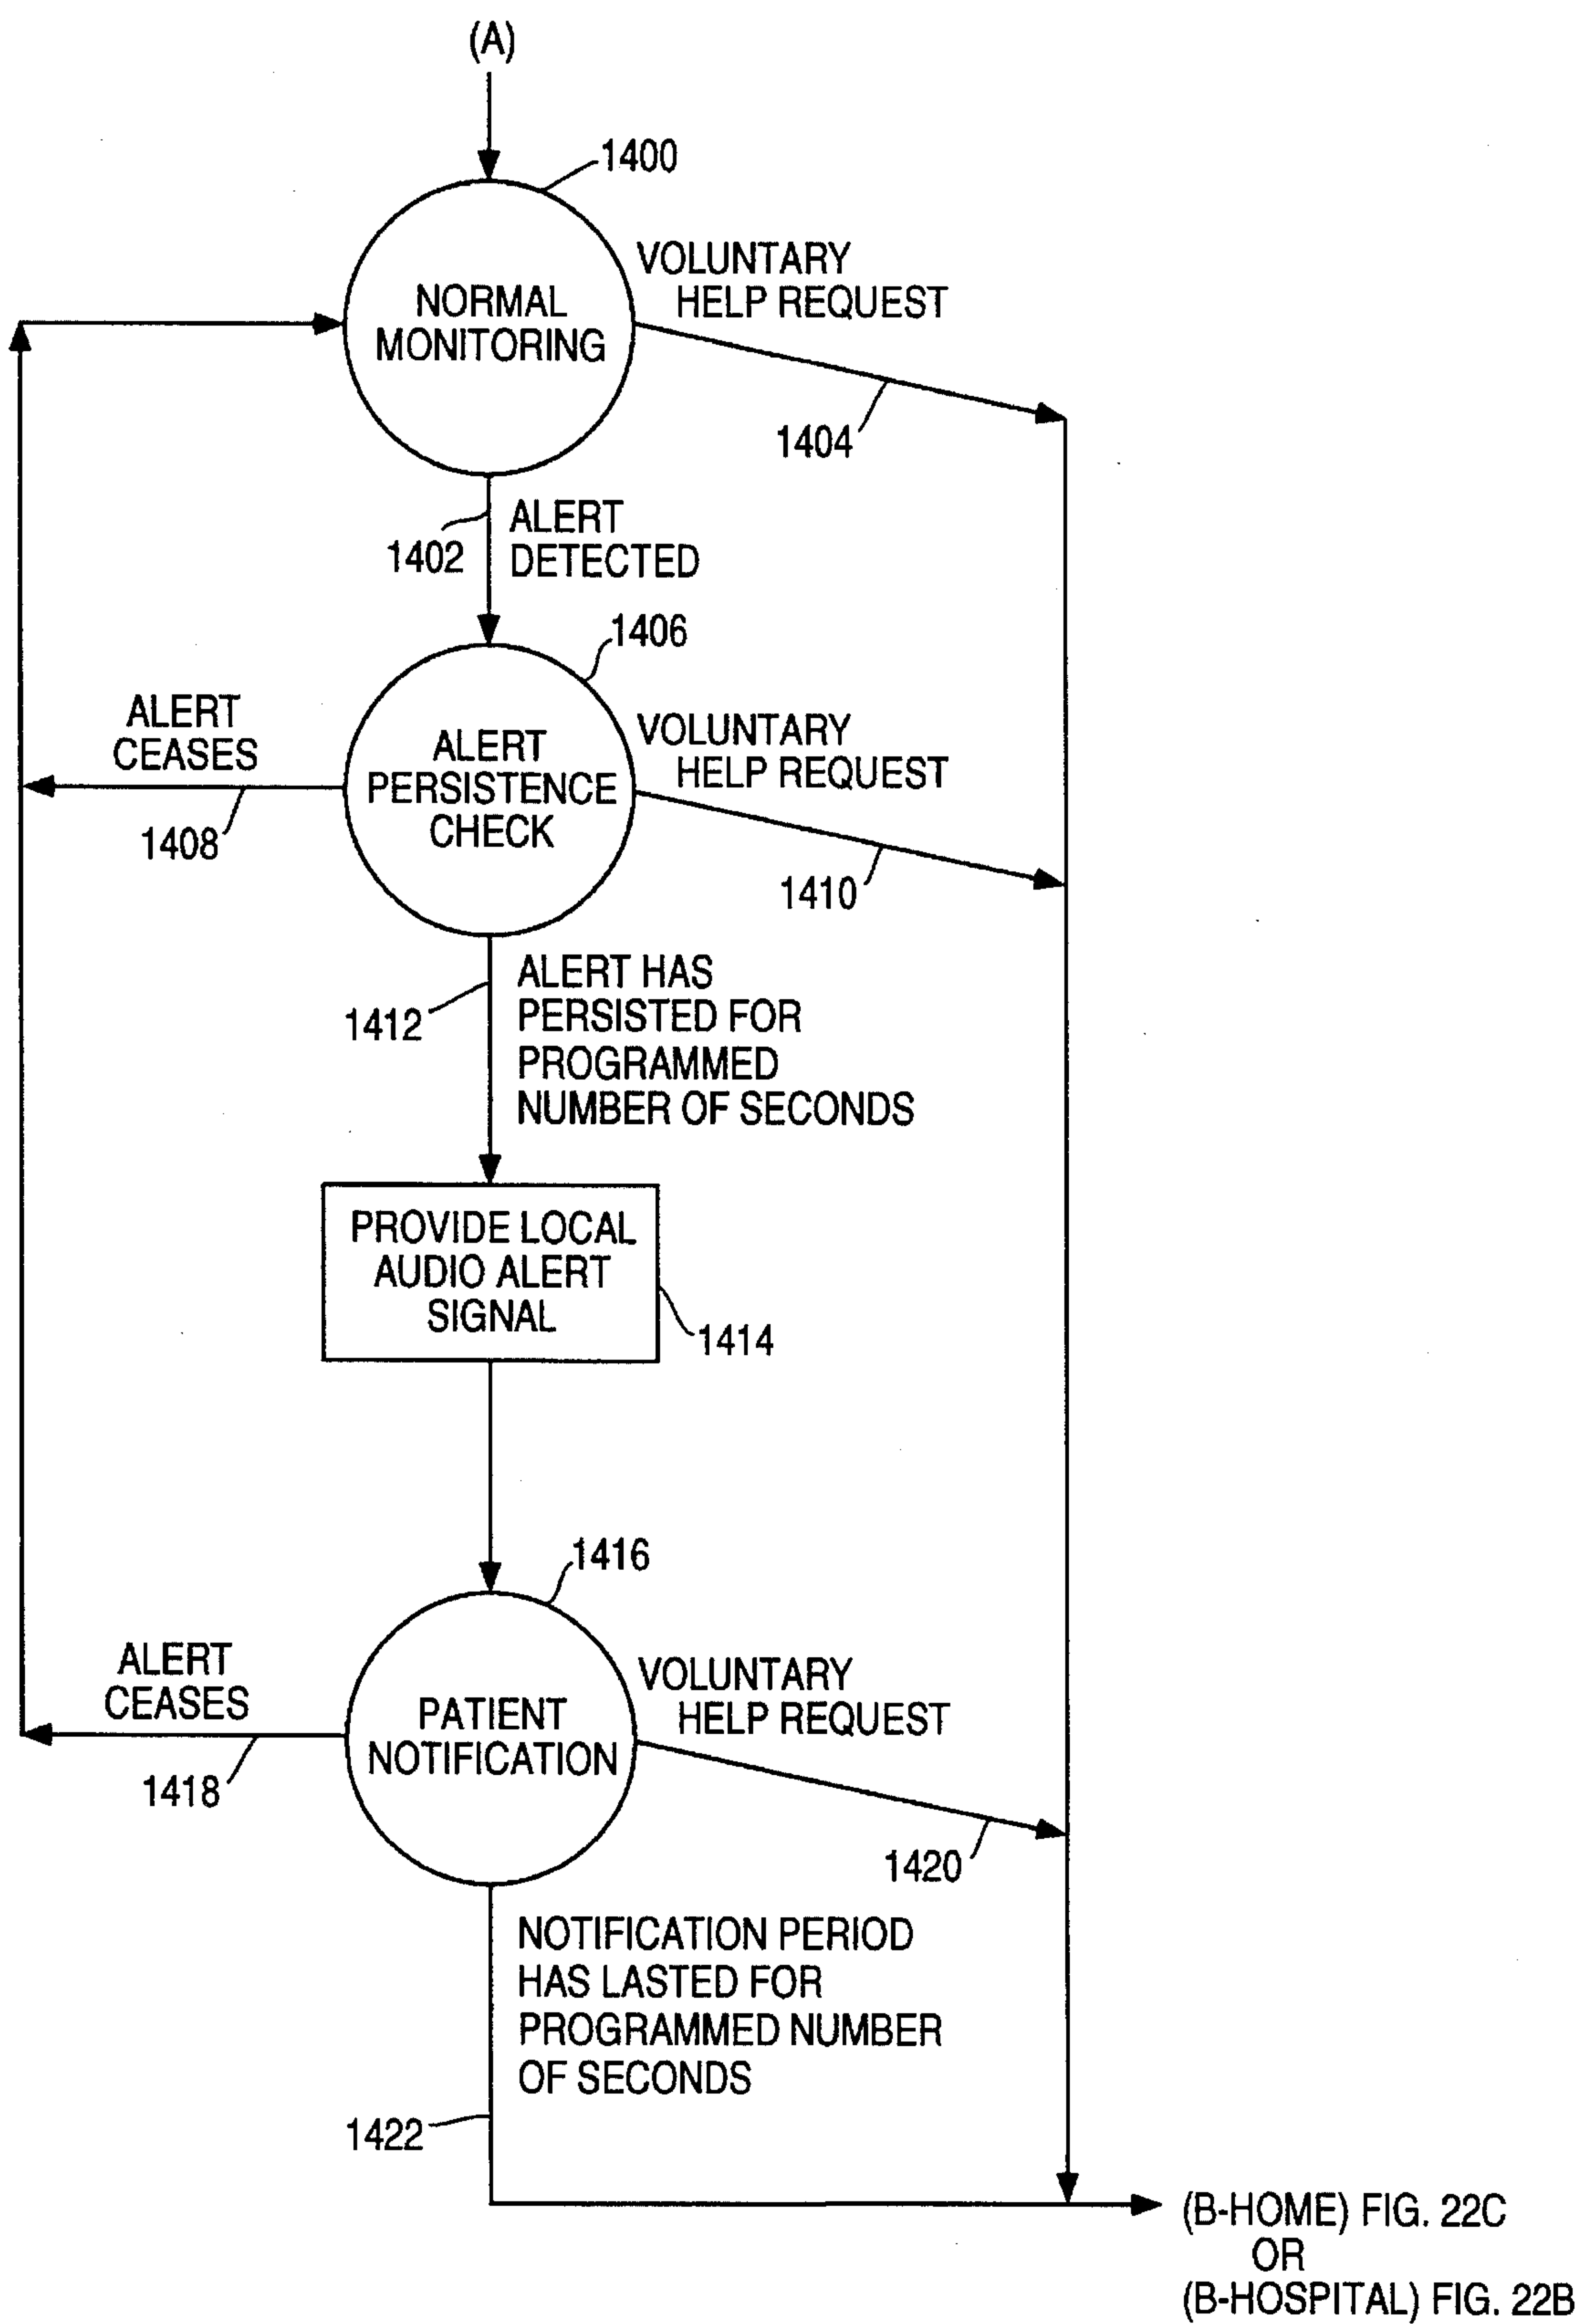 (A)
1400
VOLUNTARY
HELP REQUEST
NORMAL
MONITORING
1404
ALERT
DETECTED
1402
1406
ALERT
CEASES
VOLUNTARY
HELP REQUEST
ALERT
PERSISTENCE
CHECK
1408
1410
ALERT HAS
PERSISTED FOR
PROGRAMMED
NUMBER OF SECONDS
1412
PROVIDE LOCAL
AUDIO ALERT
SIGNAL
1414
1416
ALERT
CEASES
VOLUNTARY
HELP REQUEST
PATIENT
NOTIFICATION
1418
1420
NOTIFICATION PERIOD
HAS LASTED FOR
PROGRAMMED NUMBER
OF SECONDS
1422
(B-HOME) FIG. 22C
OR
(B-HOSPITAL) FIG. 22B